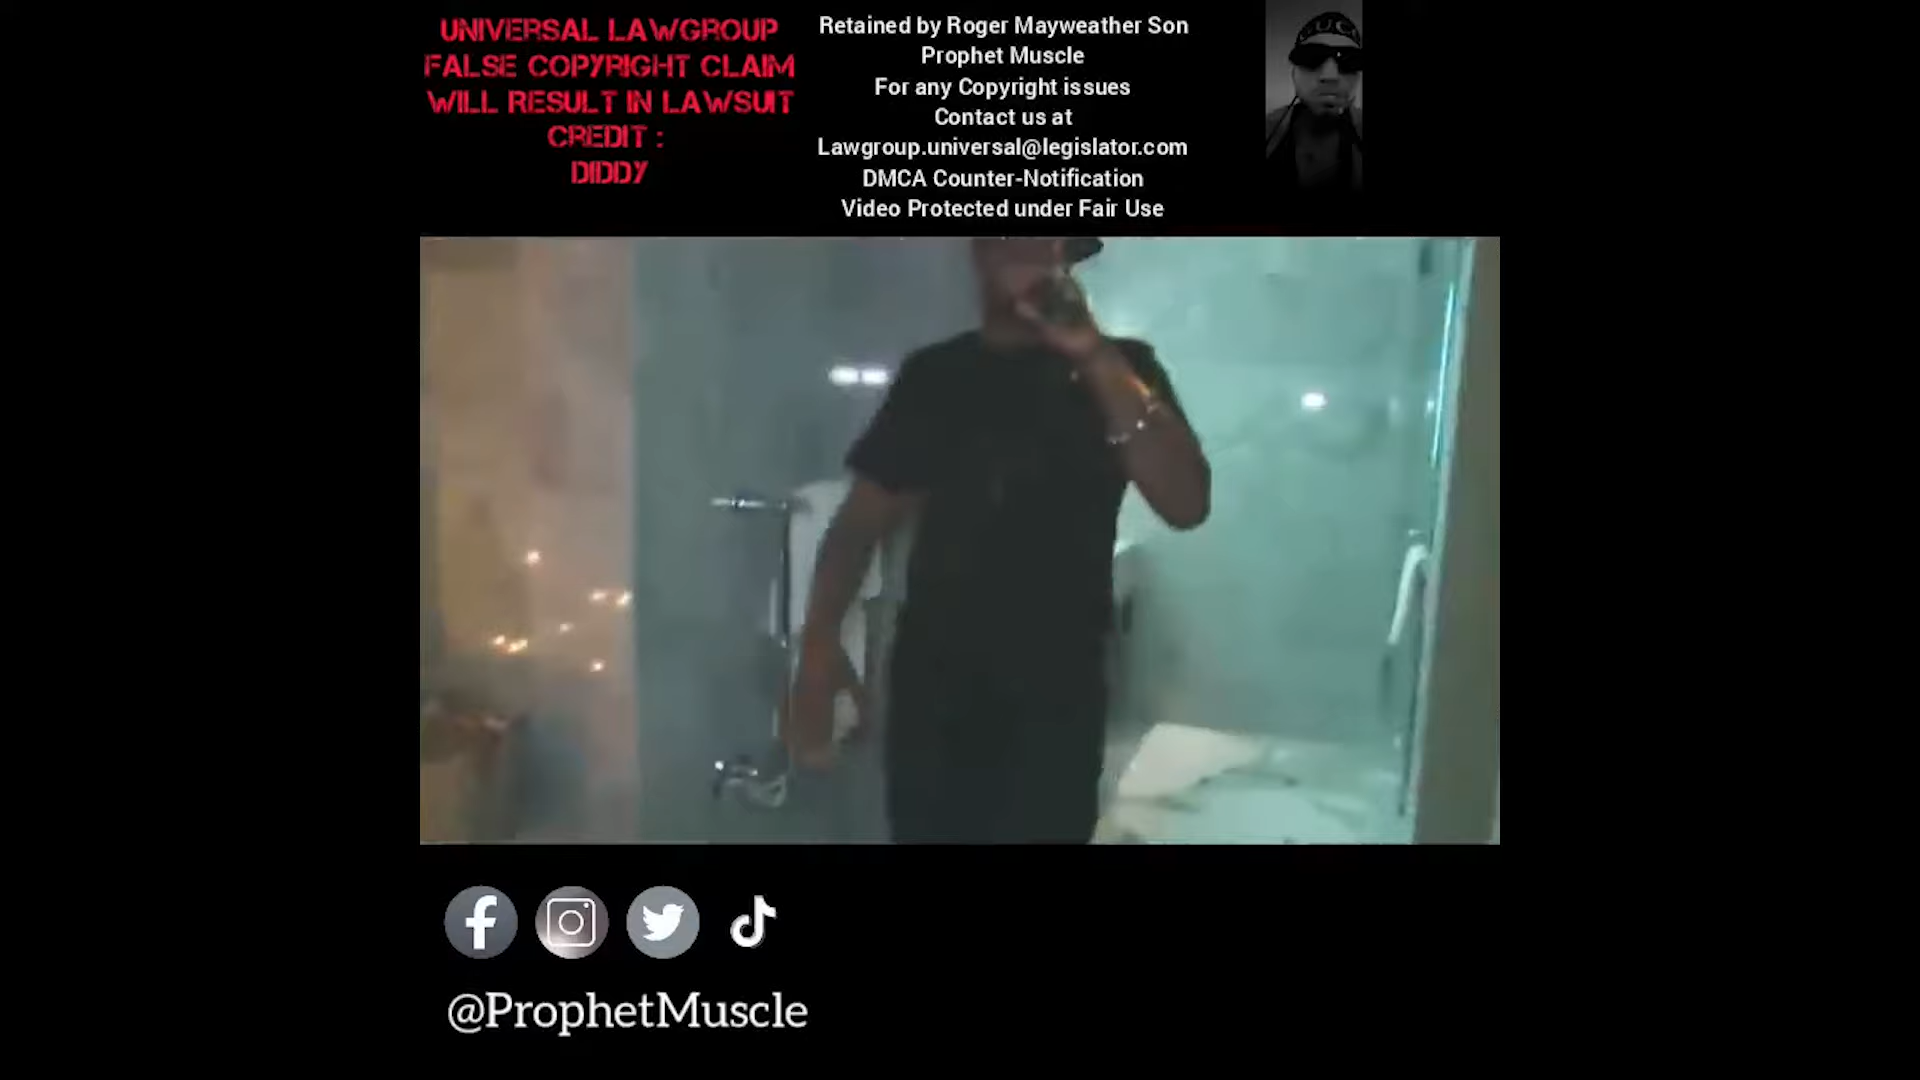 UNIVERSAL LAWGROUP
FALSE COPYRIGHT CLAIM
WILL RESULT IN LAWSUIT
CREDIT :
DIDDY
Retained by Roger Mayweather Son
Prophet Muscle
For any Copyright issues
Contact us at
Lawgroup.universal@legislator.com
DMCA Counter-Notification
Video Protected under Fair Use
GUCC
@ProphetMuscle